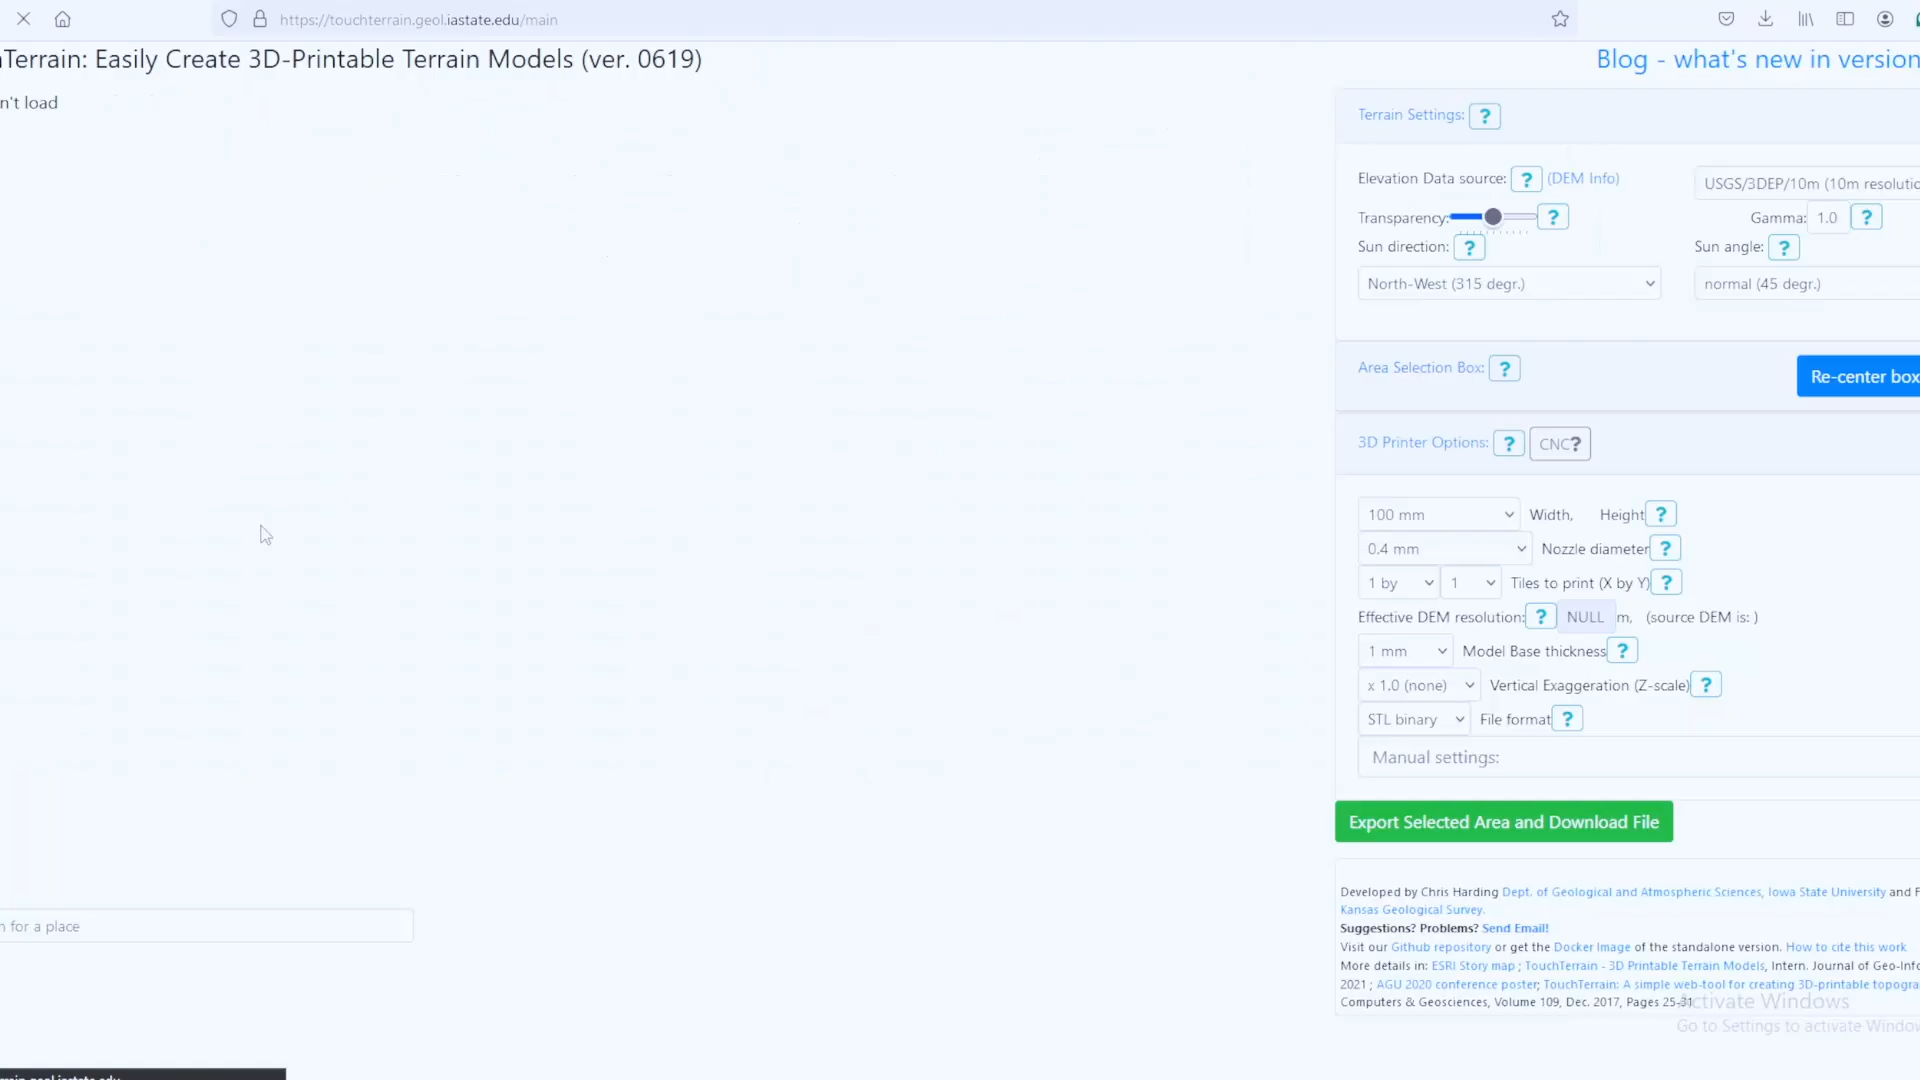 https://touchterrain.geol.iastate.edu/main
Terrain: Easily Create 3D-Printable Terrain Models (ver. 0619)
Blog - what's new in version
n't load
Terrain Settings: ?
Elevation Data source: ? (DEM Info)
USGS/3DEP/10m (10m resolutio
Transparency: ?
Gamma: 1.0 ?
Sun direction: ?
Sun angle: ?
North-West (315 degr.)
normal (45 degr.)
Area Selection Box: ?
Re-center box
3D Printer Options: ? CNC?
100 mm Width, Height ?
0.4 mm Nozzle diameter ?
1 by 1 Tiles to print (X by Y) ?
Effective DEM resolution: ? NULL m, (source DEM is: )
1 mm Model Base thickness ?
x 1.0 (none) Vertical Exaggeration (Z-scale) ?
STL binary File format ?
Manual settings:
Export Selected Area and Download File
Developed by Chris Harding Dept. of Geological and Atmospheric Sciences, Iowa State University and F
Kansas Geological Survey.
Suggestions? Problems? Send Email!
Visit our Github repository or get the Docker Image of the standalone version. How to cite this work
More details in: ESRI Story map ; TouchTerrain - 3D Printable Terrain Models, Intern. Journal of Geo-Info
2021 ; AGU 2020 conference poster; TouchTerrain: A simple web-tool for creating 3D-printable topogra
Computers & Geosciences, Volume 109, Dec. 2017, Pages 25-31
Activate Windows
Go to Settings to activate Window
n for a place